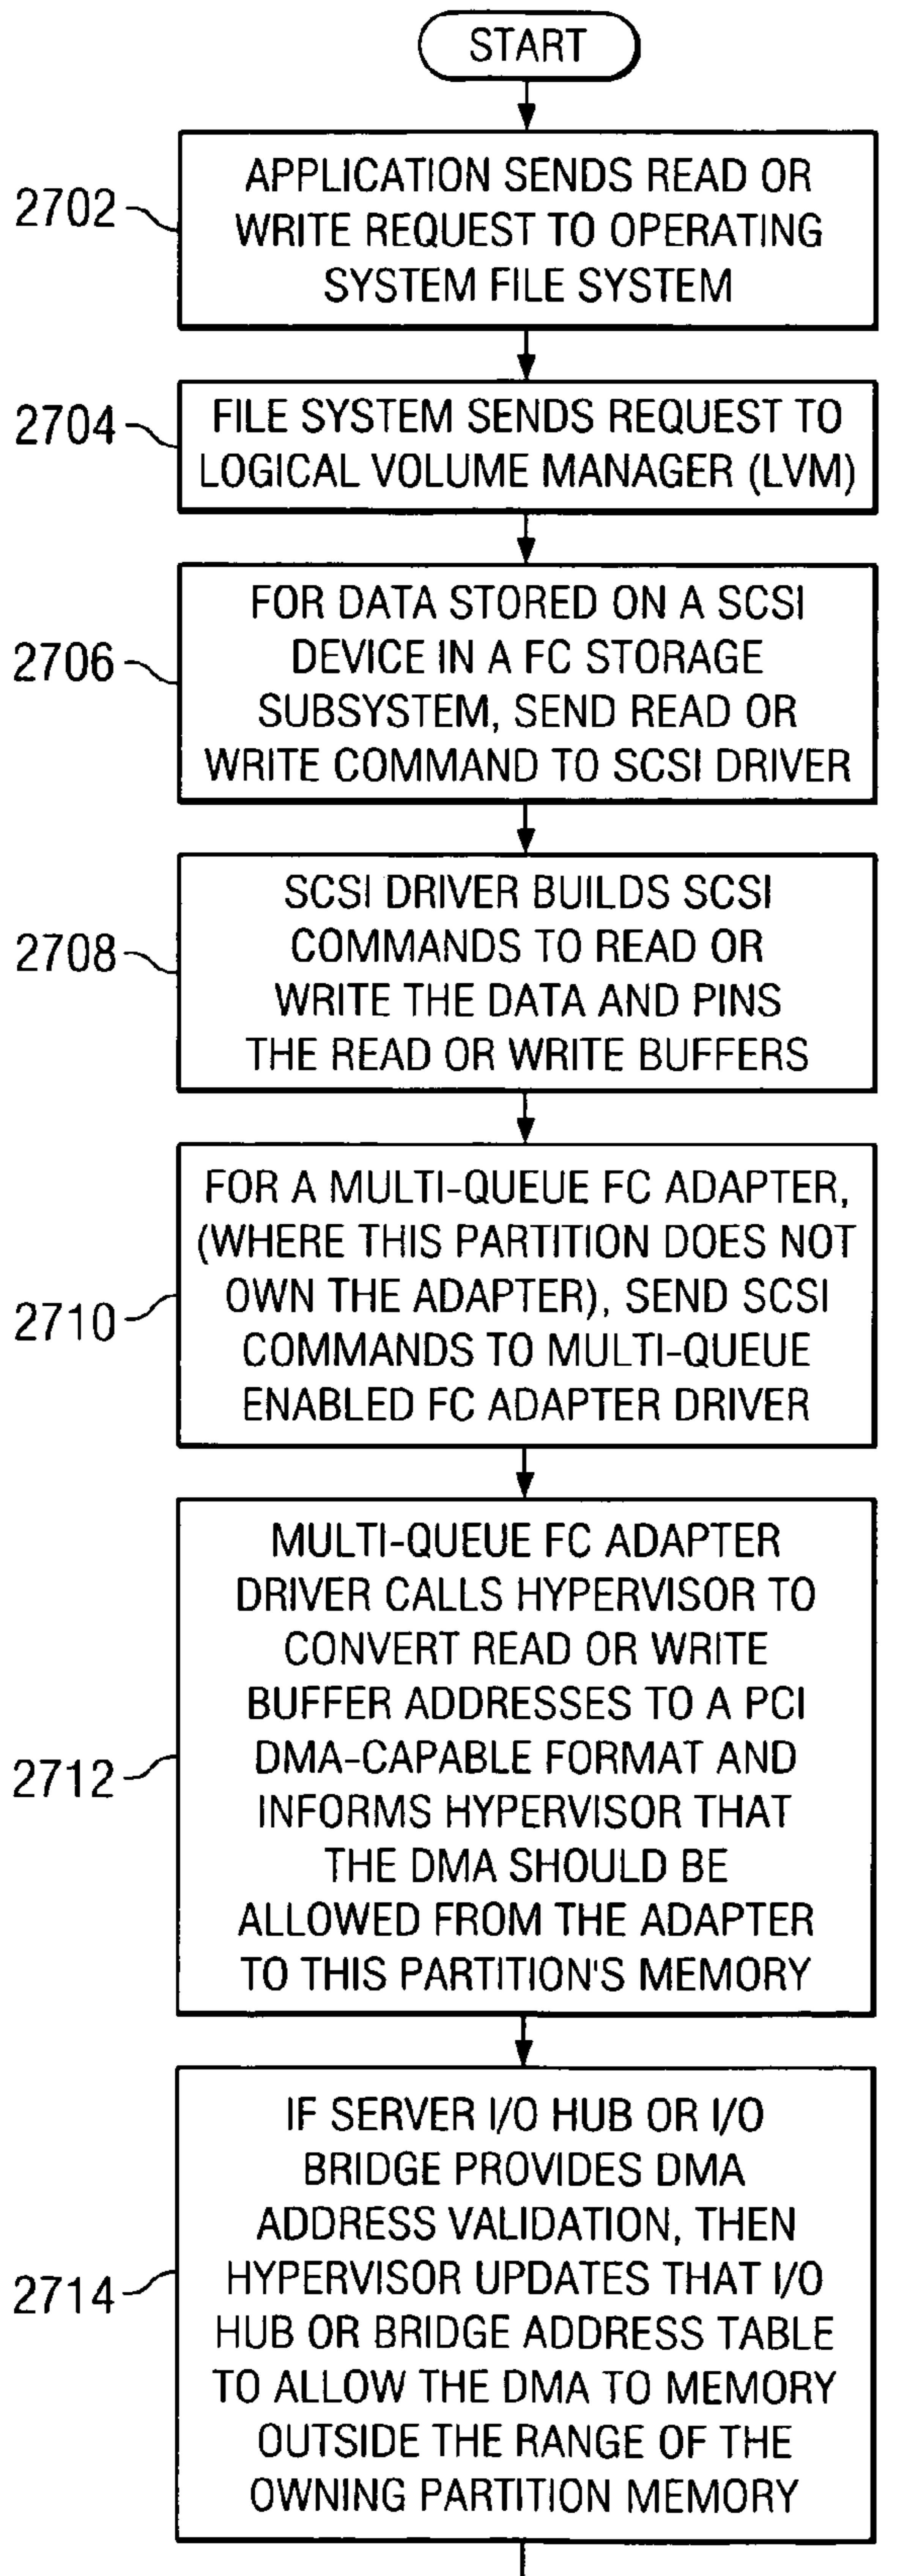 START
2702
APPLICATION SENDS READ OR
WRITE REQUEST TO OPERATING
SYSTEM FILE SYSTEM
2704
FILE SYSTEM SENDS REQUEST TO
LOGICAL VOLUME MANAGER (LVM)
2706
FOR DATA STORED ON A SCSI
DEVICE IN A FC STORAGE
SUBSYSTEM, SEND READ OR
WRITE COMMAND TO SCSI DRIVER
2708
SCSI DRIVER BUILDS SCSI
COMMANDS TO READ OR
WRITE THE DATA AND PINS
THE READ OR WRITE BUFFERS
2710
FOR A MULTI-QUEUE FC ADAPTER,
(WHERE THIS PARTITION DOES NOT
OWN THE ADAPTER), SEND SCSI
COMMANDS TO MULTI-QUEUE
ENABLED FC ADAPTER DRIVER
2712
MULTI-QUEUE FC ADAPTER
DRIVER CALLS HYPERVISOR TO
CONVERT READ OR WRITE
BUFFER ADDRESSES TO A PCI
DMA-CAPABLE FORMAT AND
INFORMS HYPERVISOR THAT
THE DMA SHOULD BE
ALLOWED FROM THE ADAPTER
TO THIS PARTITION'S MEMORY
2714
IF SERVER I/O HUB OR I/O
BRIDGE PROVIDES DMA
ADDRESS VALIDATION, THEN
HYPERVISOR UPDATES THAT I/O
HUB OR BRIDGE ADDRESS TABLE
TO ALLOW THE DMA TO MEMORY
OUTSIDE THE RANGE OF THE
OWNING PARTITION MEMORY